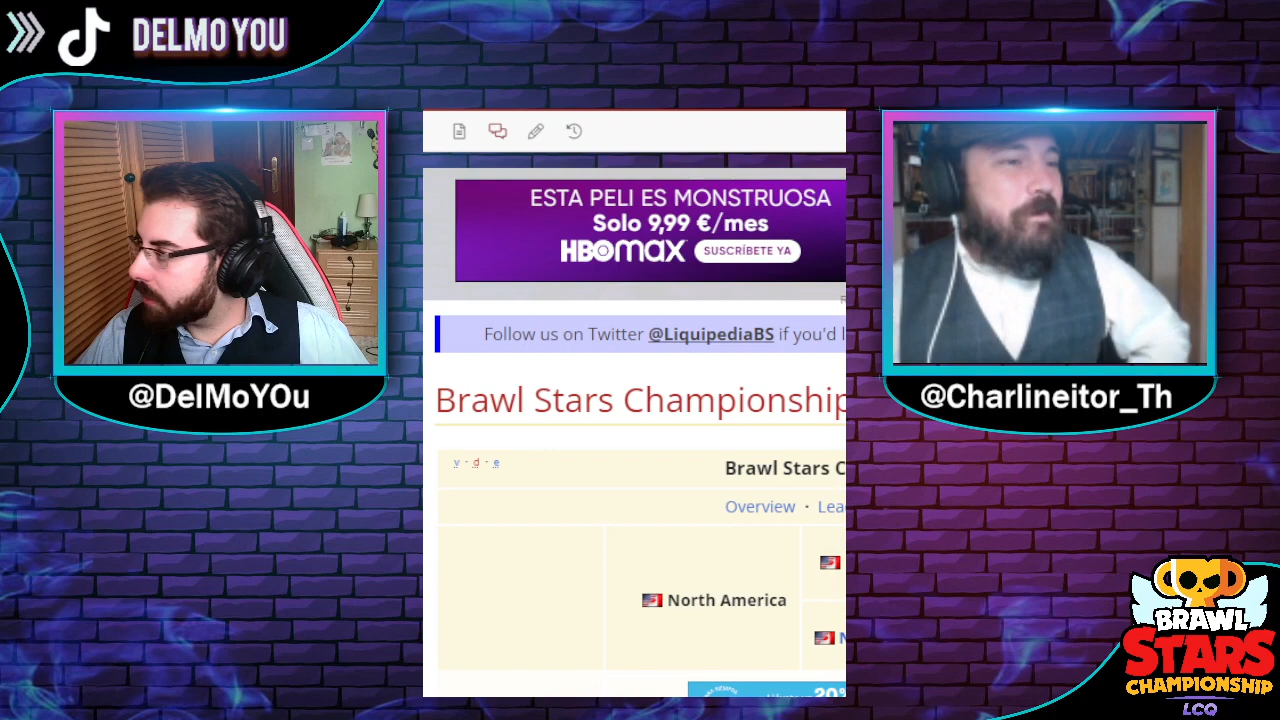 DELMO YOU
ESTA PELI ES MONSTRUOSA
Solo 9,99 €/mes
HBOMAX SUSCRÍBETE YA
Follow us on Twitter @LiquipediaBS if you'd l
Brawl Stars Championship
v · d · e
Brawl Stars C
Overview · Lea
North America
N
20%
@DelMoYOu
@Charlineitor_Th
BRAWL
STARS
CHAMPIONSHIP
LCQ